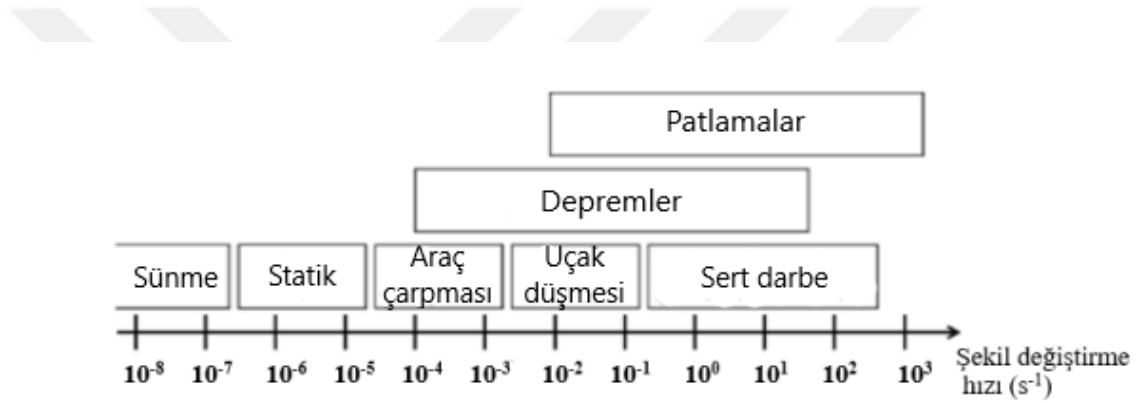 Patlamalar
Depremler
Sünme
Statik
Araç
çarpması
Uçak
düşmesi
Sert darbe
10⁻⁸ 10⁻⁷ 10⁻⁶ 10⁻⁵ 10⁻⁴ 10⁻³ 10⁻² 10⁻¹ 10⁰ 10¹ 10² 10³
Şekil değiştirme
hızı (s⁻¹)